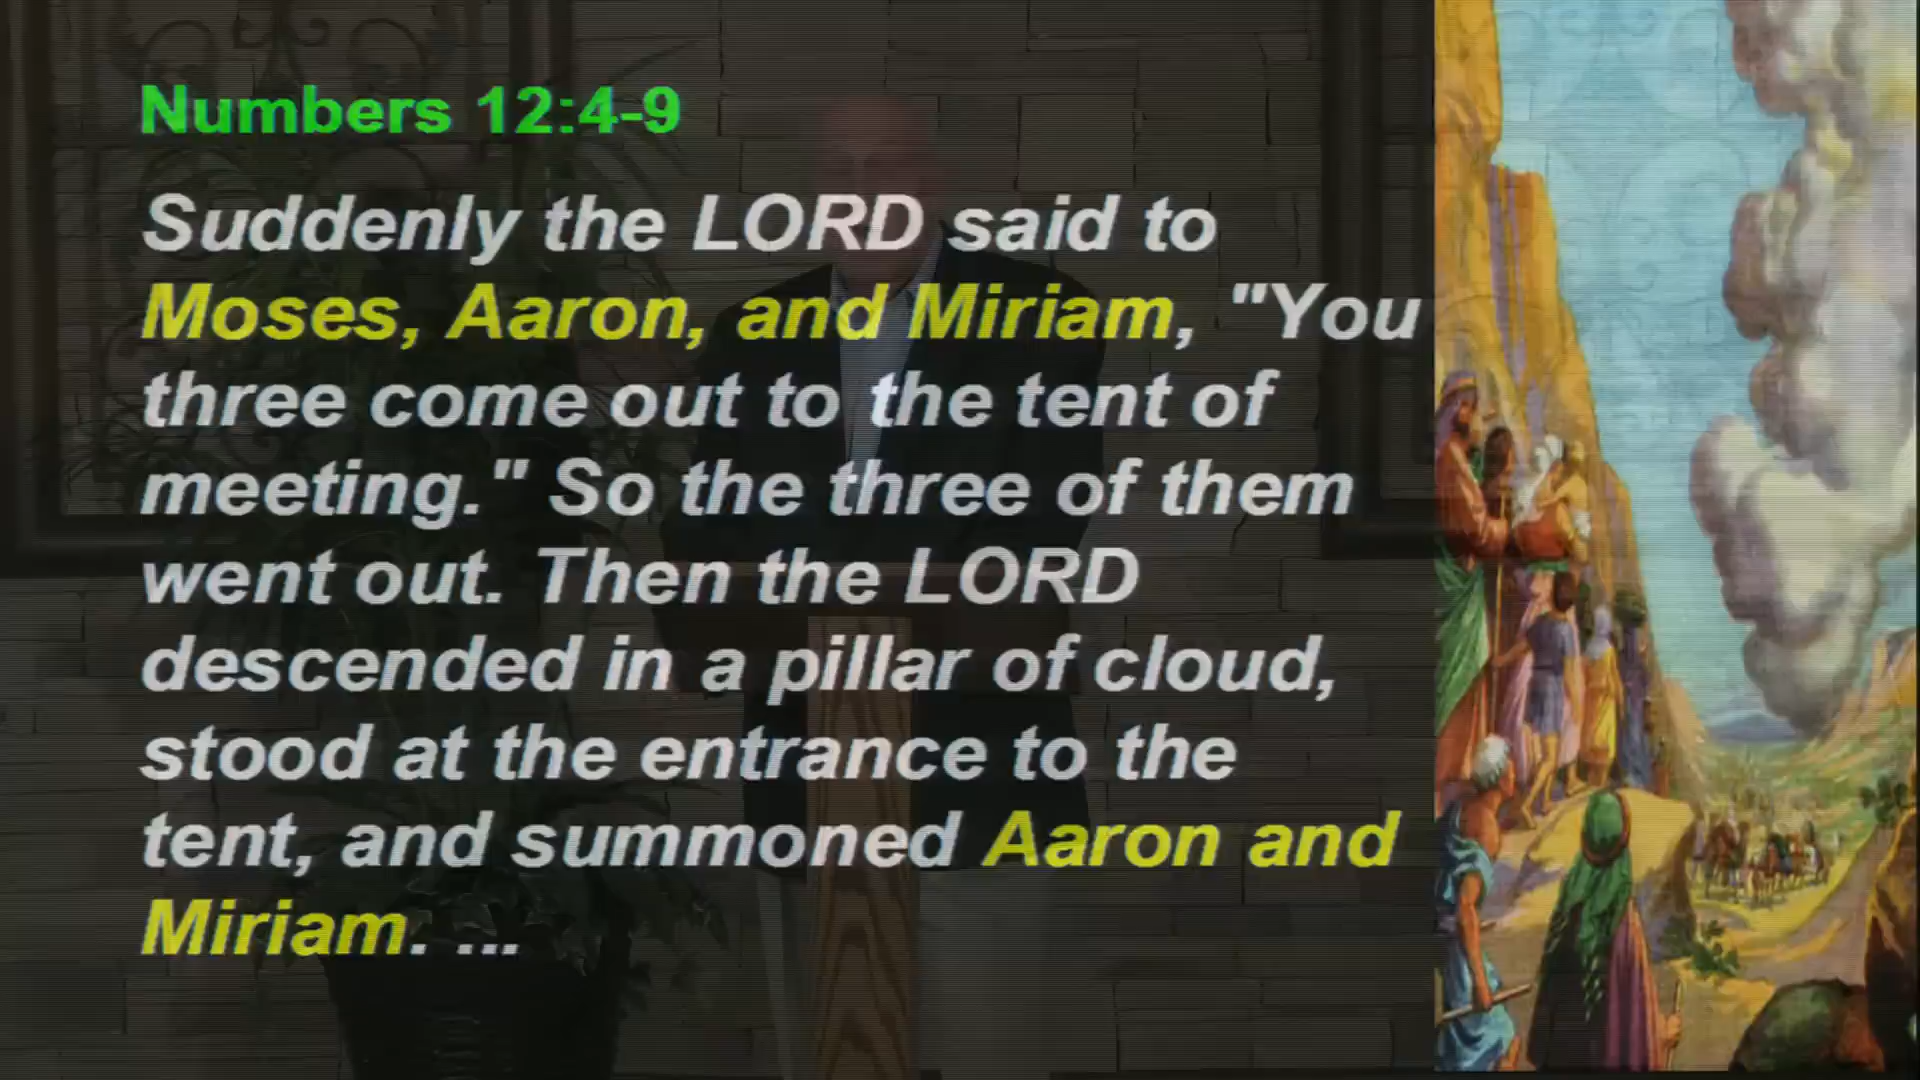 Numbers 12:4-9
Suddenly the LORD said to
Moses, Aaron, and Miriam, "You
three come out to the tent of
meeting." So the three of them
went out. Then the LORD
descended in a pillar of cloud,
stood at the entrance to the
tent, and summoned Aaron and
Miriam. ...